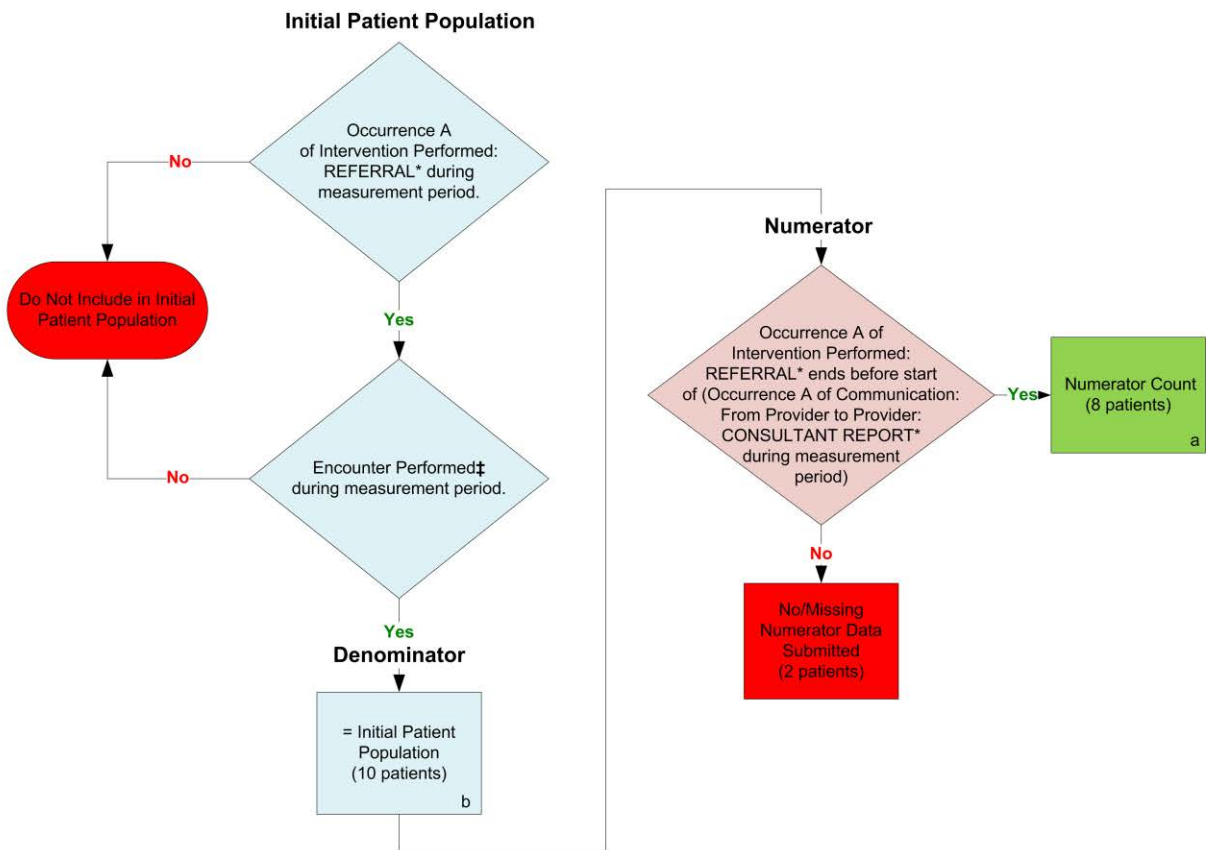 Initial Patient Population
Occurrence A
of Intervention Performed:
REFERRAL* during
measurement period.
No
Do Not Include in Initial
Patient Population
Yes
Encounter Performed‡
during measurement period.
No
Yes
Denominator
= Initial Patient
Population
(10 patients)
b
Numerator
Occurrence A of
Intervention Performed:
REFERRAL* ends before start
of (Occurrence A of Communication:
From Provider to Provider:
CONSULTANT REPORT*
during measurement
period)
Yes
Numerator Count
(8 patients)
a
No
No/Missing
Numerator Data
Submitted
(2 patients)